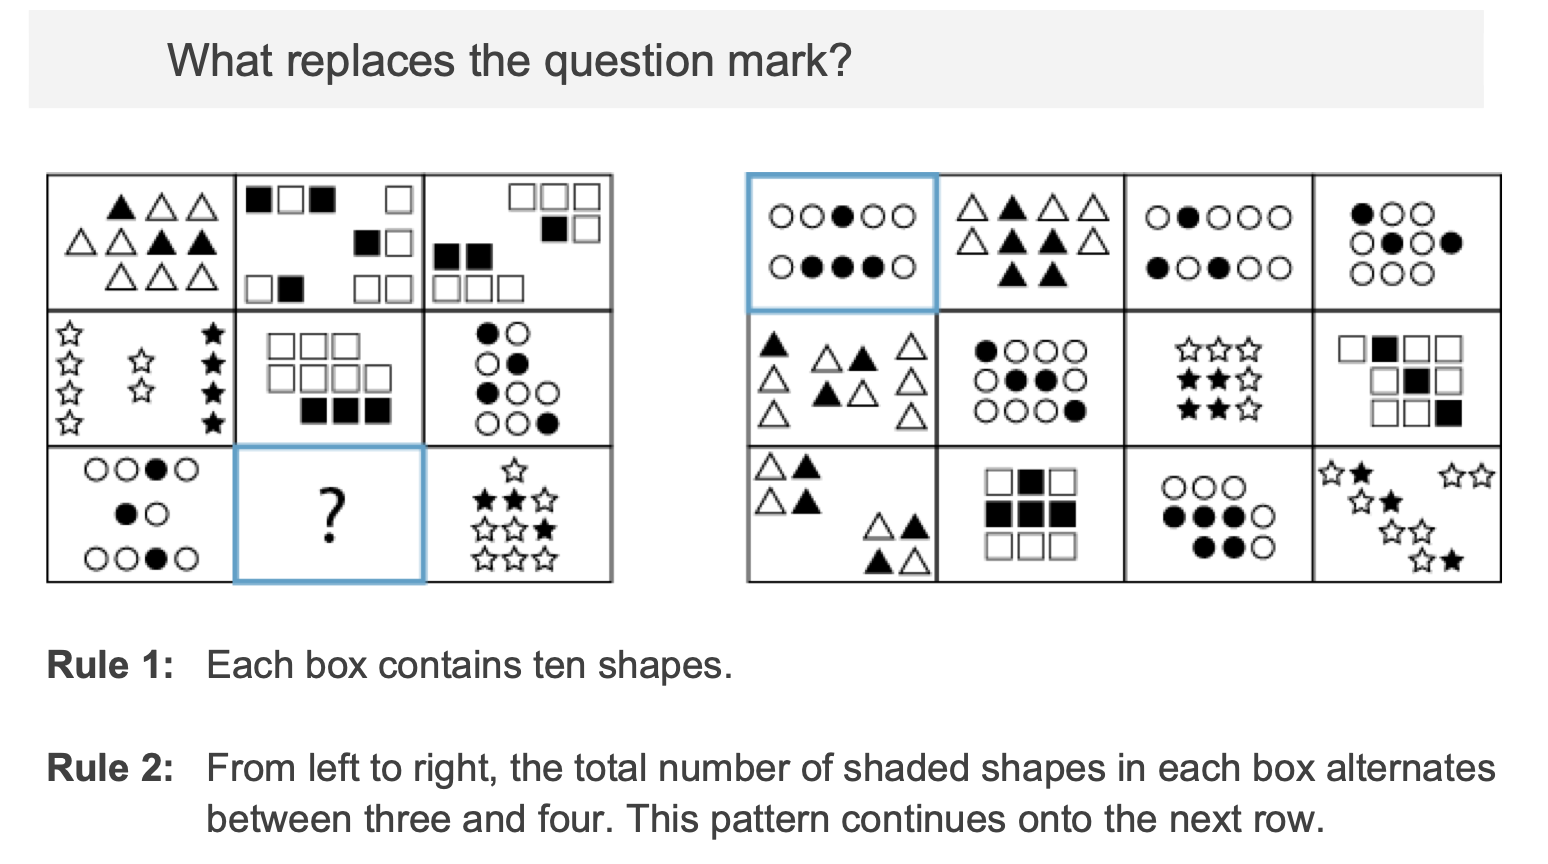 What replaces the question mark?
?
Rule 1: Each box contains ten shapes.
Rule 2: From left to right, the total number of shaded shapes in each box alternates
between three and four. This pattern continues onto the next row.